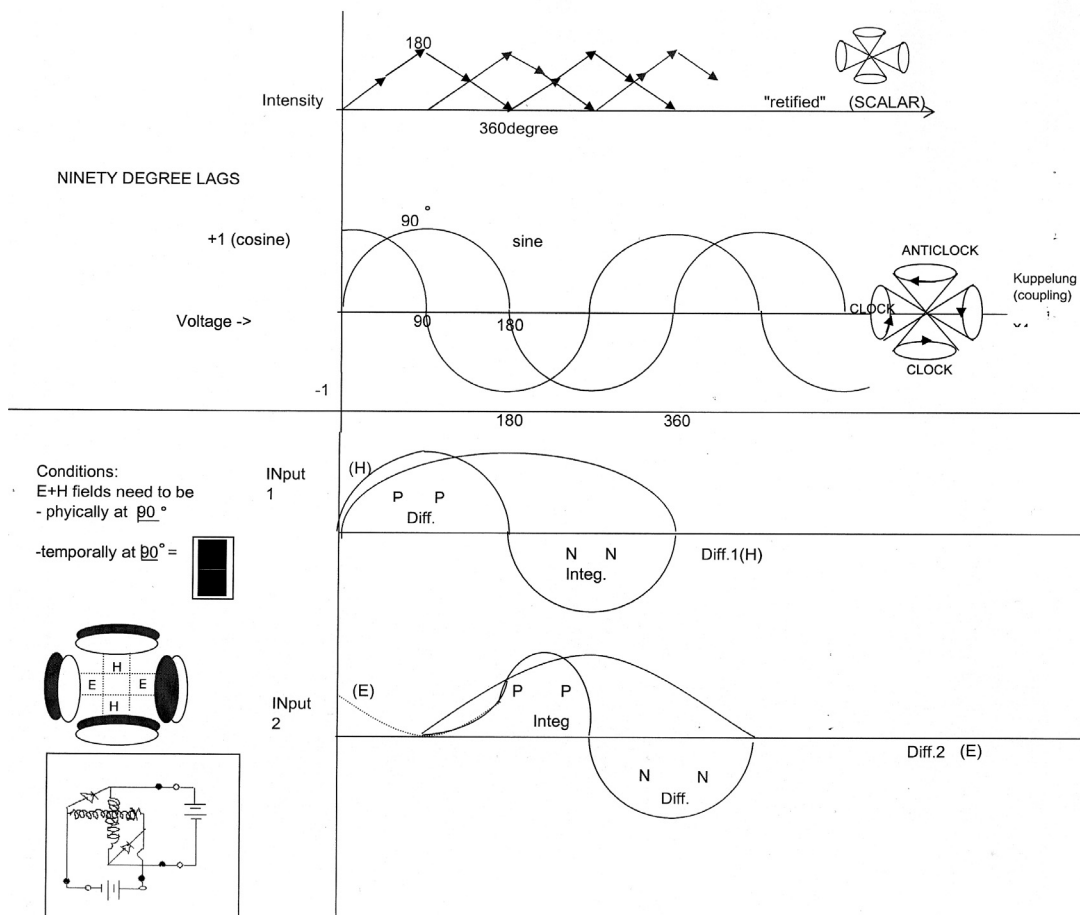 180
Intensity
"retified"
(SCALAR)
360degree
NINETY DEGREE LAGS
90 °
+1 (cosine)
sine
ANTICLOCK
Kuppelung
(coupling)
CLOCK
Voltage ->
90
180
CLOCK
-1
180
360
Conditions:
E+H fields need to be
- phyically at 90 °
-temporally at 90° =
INput
1
(H)
P P
Diff.
N N
Integ.
Diff.1(H)
H
E
E
H
INput
2
(E)
P P
Integ
N N
Diff.
Diff.2 (E)